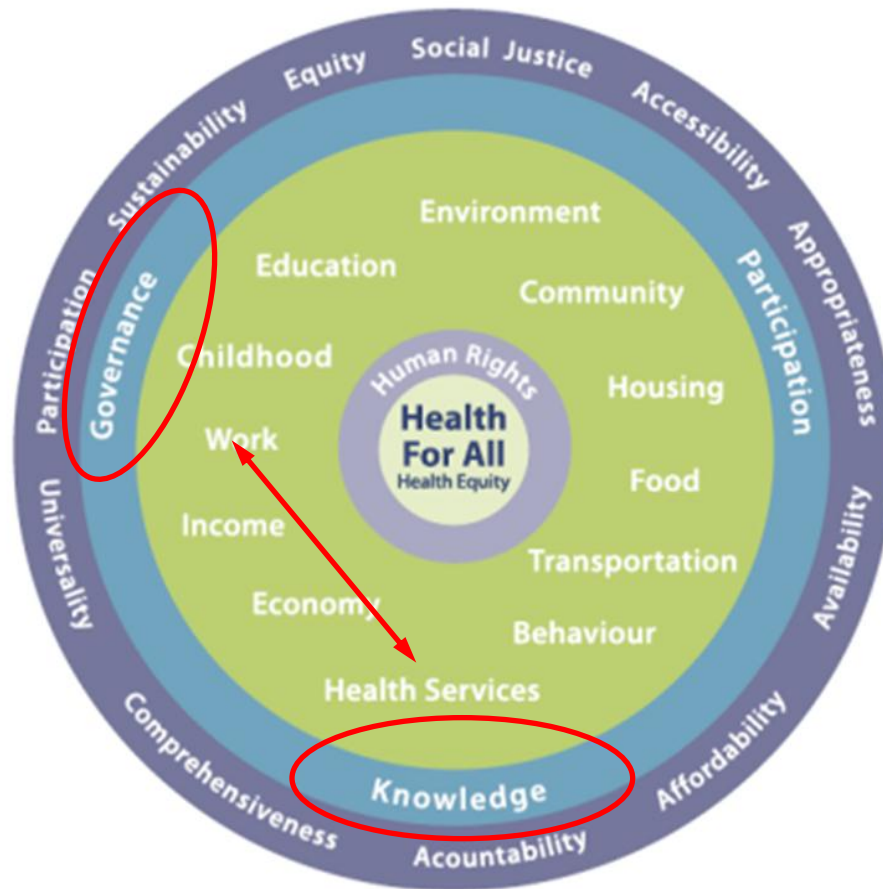 Social Justice
Accessibility
Appropriateness
Availability
Affordability
Acountability
Comprehensiveness
Universality
Participation
Sustainability
Equity
Participation
Knowledge
Governance
Environment
Education
Community
Childhood
Housing
Work
Food
Income
Transportation
Economy
Behaviour
Health Services
Human Rights
Health
For All
Health Equity